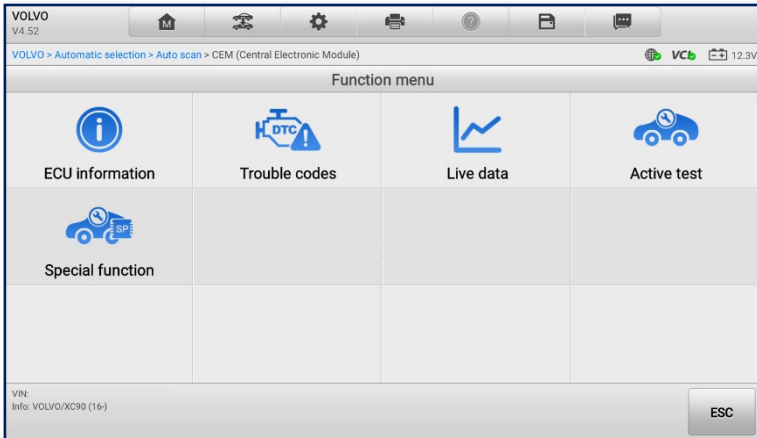 VOLVO
V4.52
M
?
VOLVO > Automatic selection > Auto scan > CEM (Central Electronic Module)
VCI
12.3V
Function menu
i
DTC
ECU information
Trouble codes
Live data
Active test
SP
Special function
VIN:
Info: VOLVO/XC90 (16-)
ESC